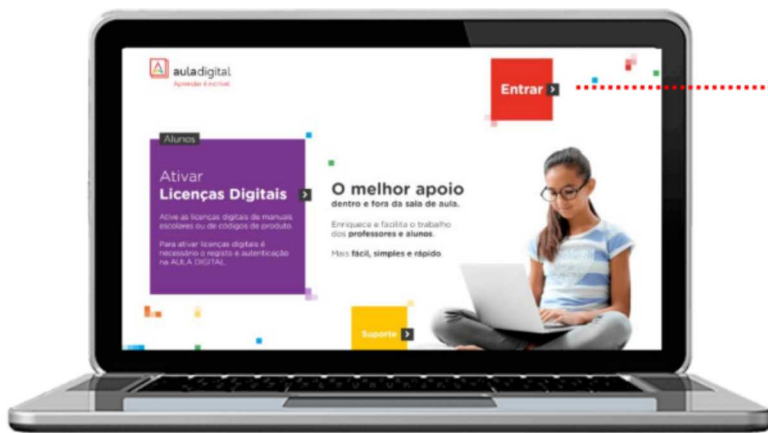 auladigital
Aprender é incrível
Entrar
Alunos
Ativar
Licenças Digitais
Ative as licenças digitais de manuais
escolares ou de códigos de produto.
Para ativar licenças digitais é
necessário o registo e autenticação
na AULA DIGITAL.
O melhor apoio
dentro e fora da sala de aula.
Enriquece e facilita o trabalho
dos professores e alunos.
Mais fácil, simples e rápido.
Suporte